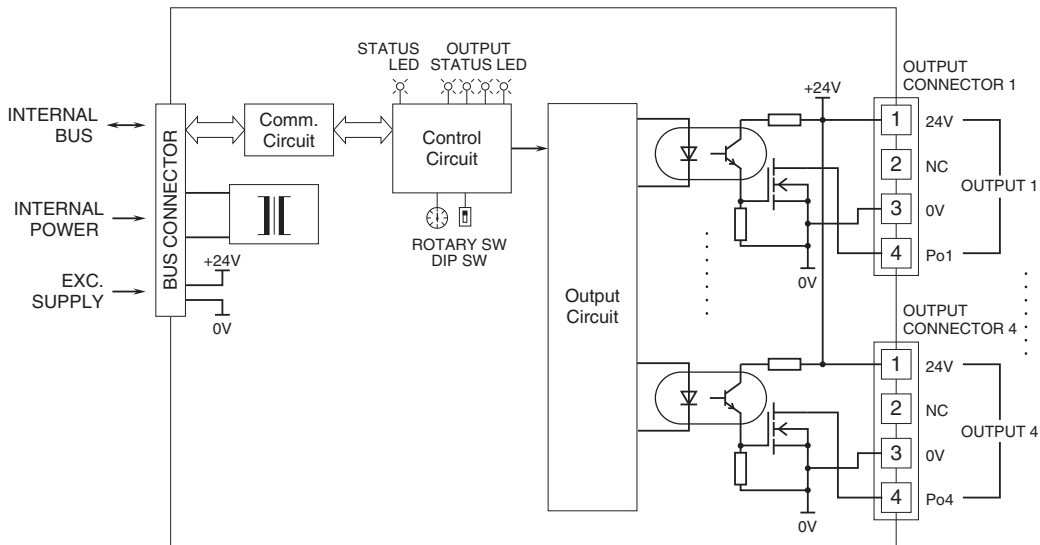 STATUS
LED
OUTPUT
STATUS LED
INTERNAL
BUS
BUS CONNECTOR
Comm.
Circuit
Control
Circuit
INTERNAL
POWER
ROTARY SW
DIP SW
EXC.
SUPPLY
+24V
0V
Output
Circuit
+24V
0V
OUTPUT
CONNECTOR 1
1 24V
2 NC
3 0V
4 Po1
OUTPUT 1
OUTPUT
CONNECTOR 4
1 24V
2 NC
3 0V
4 Po4
OUTPUT 4
0V